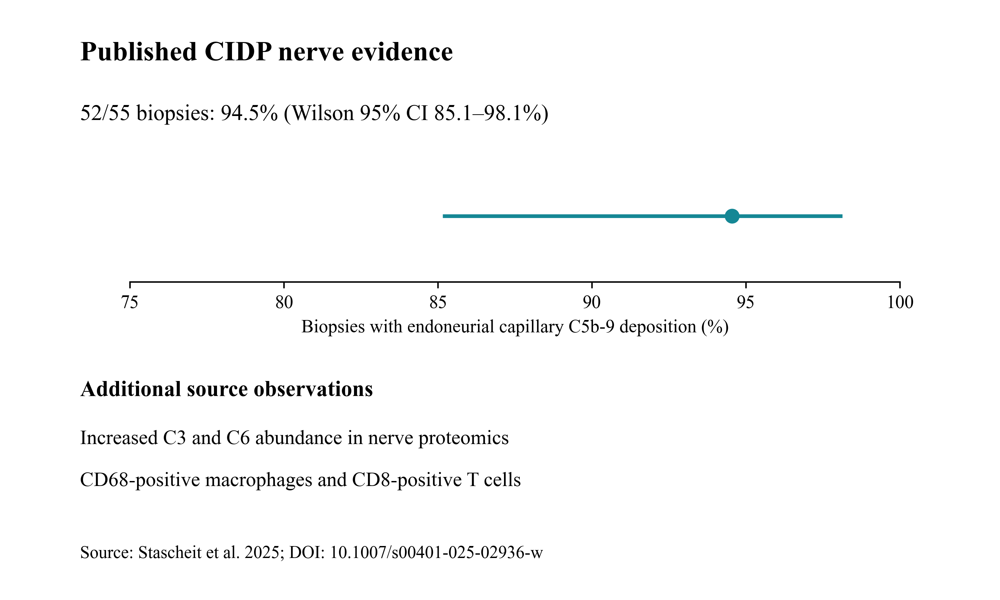 Published CIDP nerve evidence
52/55 biopsies: 94.5% (Wilson 95% CI 85.1–98.1%)
75 80 85 90 95 100
Biopsies with endoneurial capillary C5b-9 deposition (%)
Additional source observations
Increased C3 and C6 abundance in nerve proteomics
CD68-positive macrophages and CD8-positive T cells
Source: Stascheit et al. 2025; DOI: 10.1007/s00401-025-02936-w